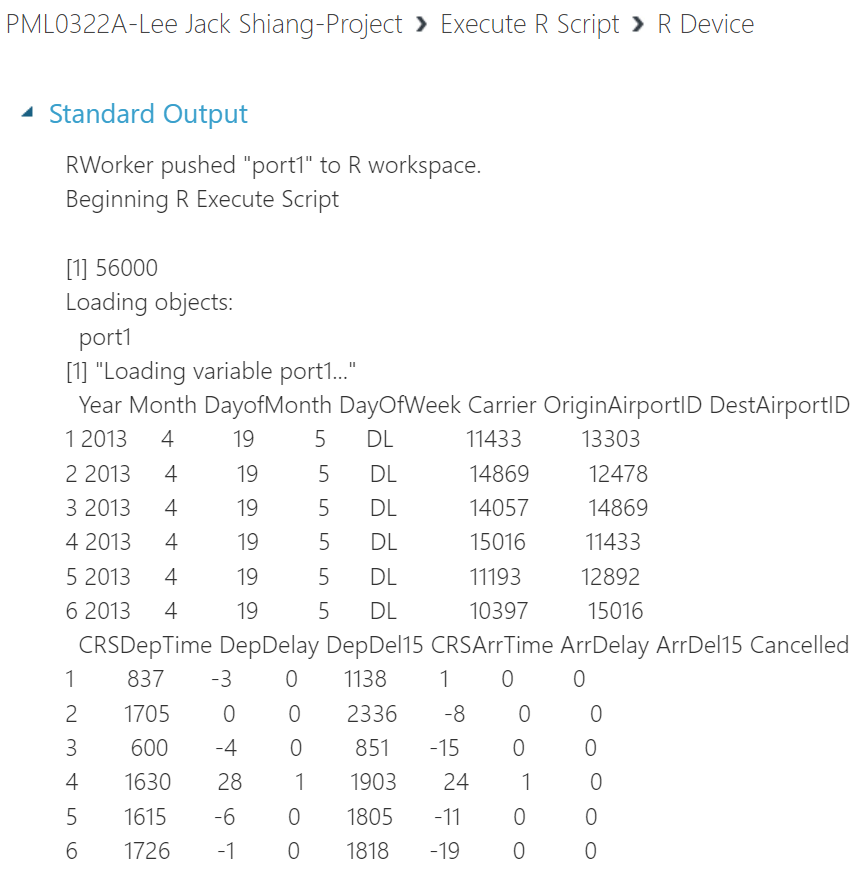 PML0322A-Lee Jack Shiang-Project › Execute R Script › R Device
Standard Output
RWorker pushed "port1" to R workspace.
Beginning R Execute Script
[1] 56000
Loading objects:
port1
[1] "Loading variable port1..."
Year Month DayofMonth DayOfWeek Carrier OriginAirportID DestAirportID
1 2013 4 19 5 DL 11433 13303
2 2013 4 19 5 DL 14869 12478
3 2013 4 19 5 DL 14057 14869
4 2013 4 19 5 DL 15016 11433
5 2013 4 19 5 DL 11193 12892
6 2013 4 19 5 DL 10397 15016
CRSDepTime DepDelay DepDel15 CRSArrTime ArrDelay ArrDel15 Cancelled
1 837 -3 0 1138 1 0 0
2 1705 0 0 2336 -8 0 0
3 600 -4 0 851 -15 0 0
4 1630 28 1 1903 24 1 0
5 1615 -6 0 1805 -11 0 0
6 1726 -1 0 1818 -19 0 0